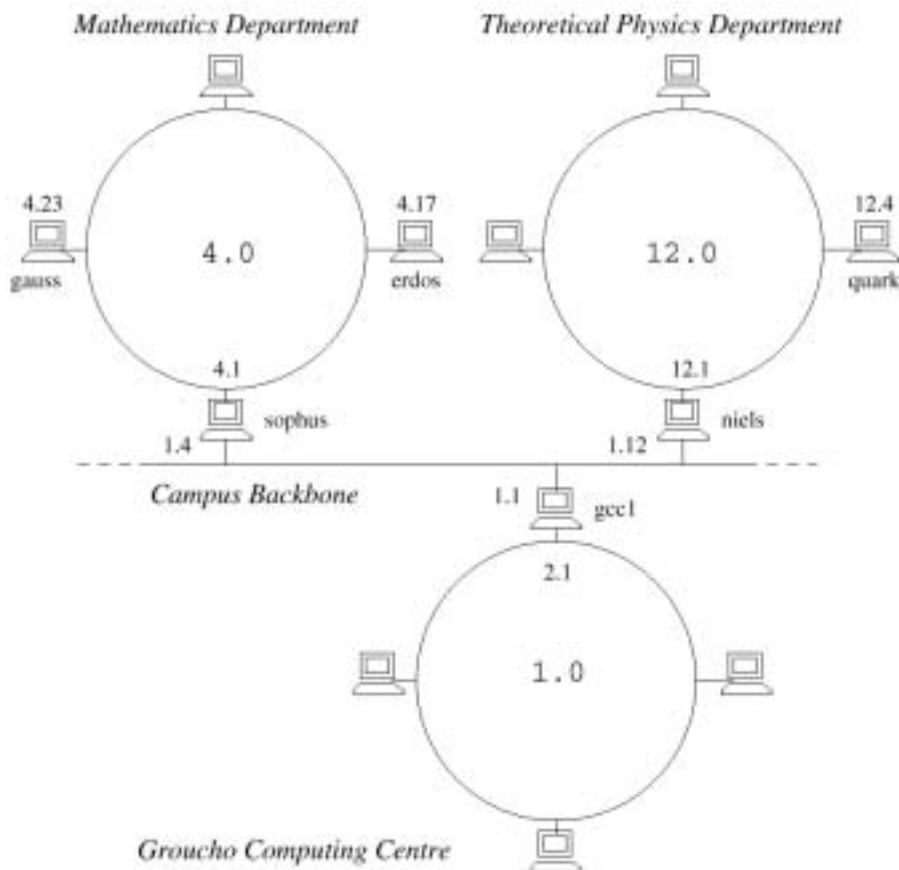 Mathematics Department
Theoretical Physics Department
4.23
4.17
12.4
4.0
12.0
gauss
erdos
quark
4.1
12.1
sophus
niels
1.4
1.12
Campus Backbone
1.1
gcc1
2.1
1.0
Groucho Computing Centre